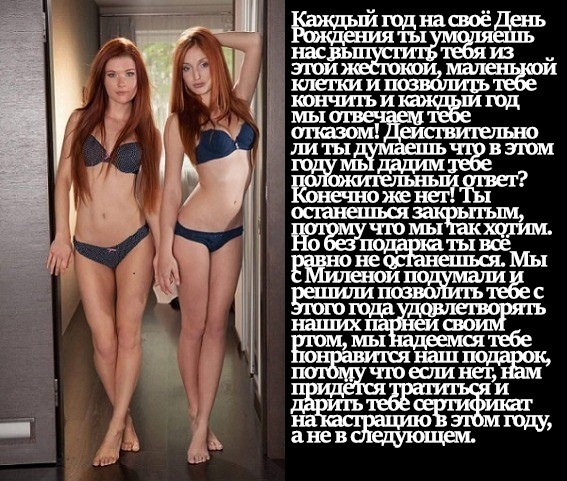 Каждый год на своё День
Рождения ты умоляешь
нас выпустить тебя из
этой жестокой, маленькой
клетки и позволить тебе
кончить и каждый год
мы отвечаем тебе
отказом! Действительно
ли ты думаешь что в этом
году мы дадим тебе
положительный ответ?
Конечно же нет! Ты
останешься закрытым,
потому что мы так хотим.
Но без подарка ты всё
равно не останешься. Мы
с Миленой подумали и
решили позволить тебе с
этого года удовлетворять
наших парней своим
ртом, мы надеемся тебе
понравится наш подарок,
потому что если нет, нам
придётся тратиться и
дарить тебе сертификат
на кастрацию в этом году,
а не в следующем.